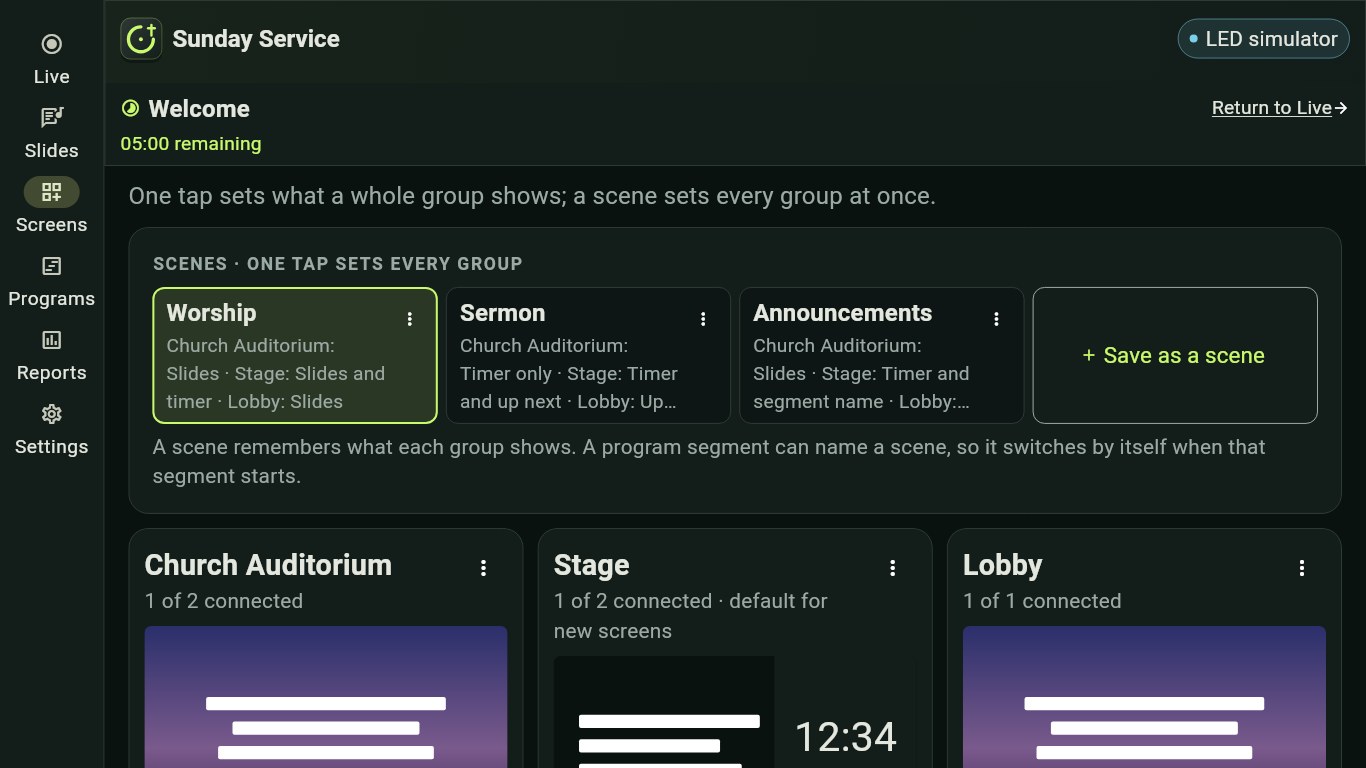 Sunday Service
LED simulator
Live
Slides
Screens
Programs
Reports
Settings
Welcome
05:00 remaining
Return to Live
One tap sets what a whole group shows; a scene sets every group at once.
SCENES · ONE TAP SETS EVERY GROUP
Worship
Church Auditorium:
Slides · Stage: Slides and
timer · Lobby: Slides
Sermon
Church Auditorium:
Timer only · Stage: Timer
and up next · Lobby: Up…
Announcements
Church Auditorium:
Slides · Stage: Timer and
segment name · Lobby:…
+ Save as a scene
A scene remembers what each group shows. A program segment can name a scene, so it switches by itself when that
segment starts.
Church Auditorium
1 of 2 connected
Stage
1 of 2 connected · default for
new screens
12:34
Lobby
1 of 1 connected